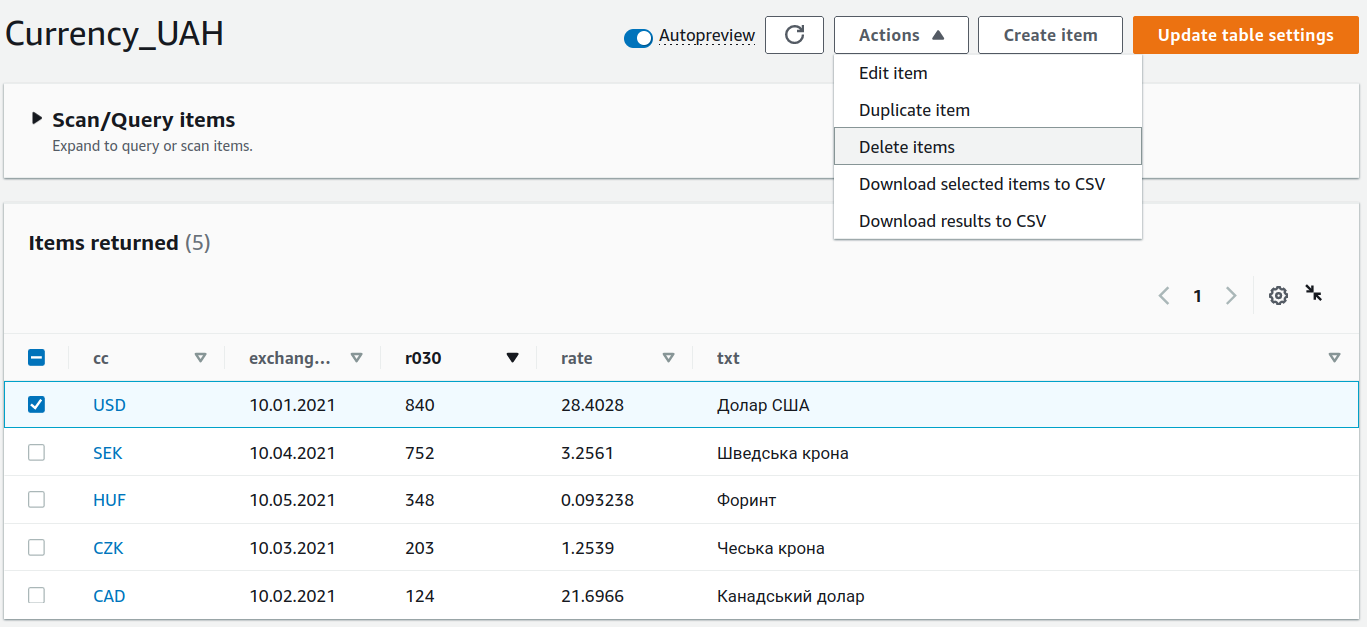 Currency_UAH
Autopreview
Actions
Create item
Update table settings
Edit item
Duplicate item
Delete items
Download selected items to CSV
Download results to CSV
Scan/Query items
Expand to query or scan items.
Items returned (5)
1
cc exchang... r030 rate txt
USD 10.01.2021 840 28.4028 Долар США
SEK 10.04.2021 752 3.2561 Шведська крона
HUF 10.05.2021 348 0.093238 Форинт
CZK 10.03.2021 203 1.2539 Чеська крона
CAD 10.02.2021 124 21.6966 Канадський долар